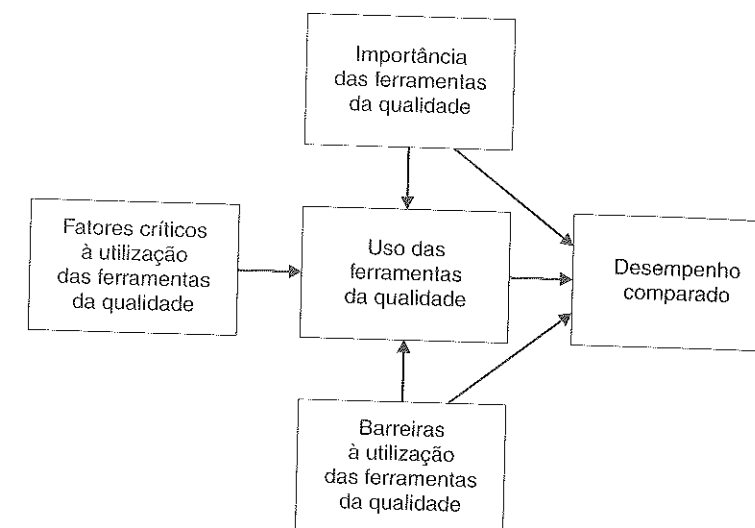 Importância
das ferramentas
da qualidade
Fatores críticos
à utilização
das ferramentas
da qualidade
Uso das
ferramentas
da qualidade
Desempenho
comparado
Barreiras
à utilização
das ferramentas
da qualidade